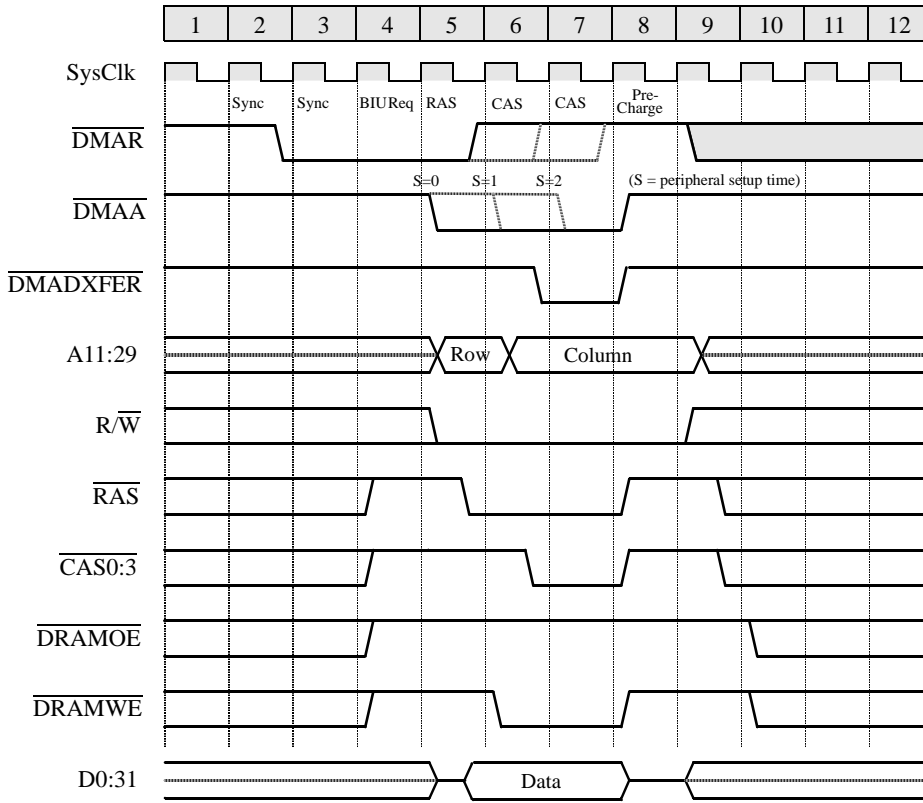 1 2 3 4 5 6 7 8 9 10 11 12
SysClk
Sync Sync BIU Req RAS CAS CAS Pre-
Charge
DMAR
S=0 S=1 S=2 (S = peripheral setup time)
DMAA
DMADXFER
A11:29 Row Column
R/W
RAS
CAS0:3
DRAMOE
DRAMWE
D0:31 Data